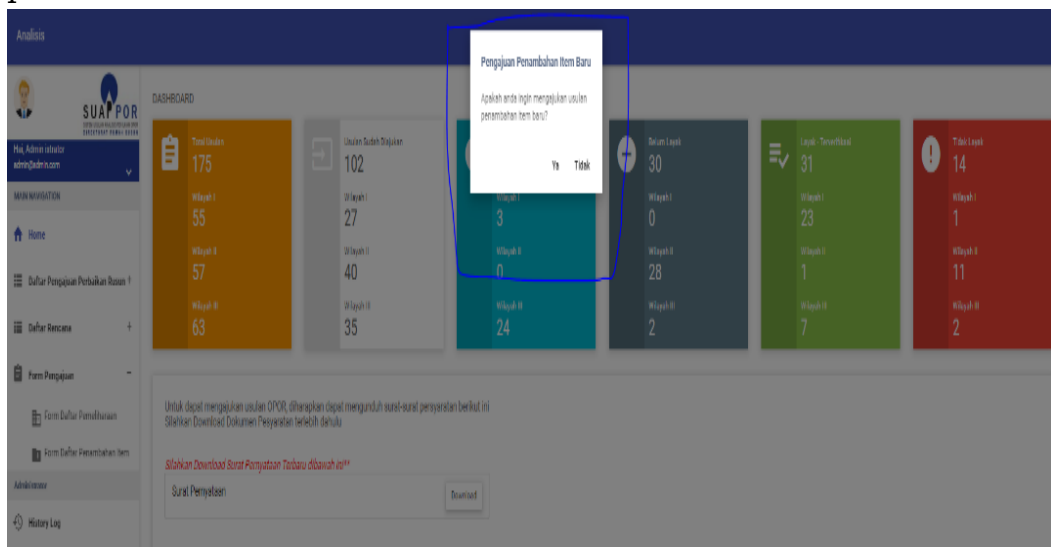 Analisis
Pengajuan Penambahan Item Baru
Apakah anda ingin mengajukan usulan
penambahan item baru?
Ya Tidak
SUAPPOR
Hai, Admin istrator
admin@admin.com
MAIN NAVIGATION
Home
Daftar Pengajuan Perbaikan Rusun +
Daftar Rencana +
Form Pengajuan -
Form Daftar Pemeliharaan
Form Daftar Penambahan Item
Administrator
History Log
DASHBOARD
Total Usulan
175
Wilayah I
55
Wilayah II
57
Wilayah III
63
Usulan Sudah Diajukan
102
Wilayah I
27
Wilayah II
40
Wilayah III
35
Wilayah I
3
Wilayah II
0
Wilayah III
24
Belum Layak
30
Wilayah I
0
Wilayah II
28
Wilayah III
2
Layak - Terverifikasi
31
Wilayah I
23
Wilayah II
1
Wilayah III
7
Tidak Layak
14
Wilayah I
1
Wilayah II
11
Wilayah III
2
Untuk dapat mengajukan usulan OPOR, diharapkan dapat mengunduh surat-surat persyaratan berikut ini
Silahkan Download Dokumen Pesyaratan terlebih dahulu
Silahkan Download Surat Pernyataan Terbaru dibawah ini**
Surat Pernyataan
Download